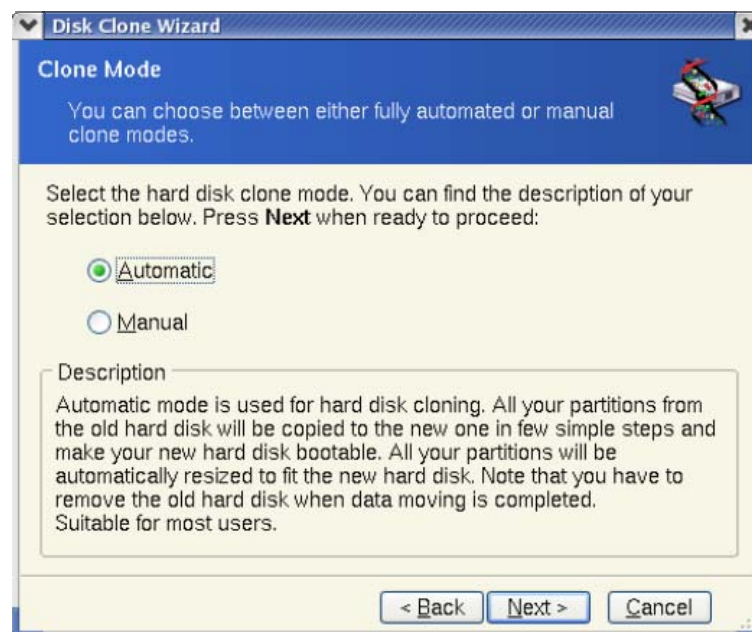 Disk Clone Wizard
Clone Mode
You can choose between either fully automated or manual
clone modes.
Select the hard disk clone mode. You can find the description of your
selection below. Press Next when ready to proceed:
Automatic
Manual
Description
Automatic mode is used for hard disk cloning. All your partitions from
the old hard disk will be copied to the new one in few simple steps and
make your new hard disk bootable. All your partitions will be
automatically resized to fit the new hard disk. Note that you have to
remove the old hard disk when data moving is completed.
Suitable for most users.
< Back Next > Cancel